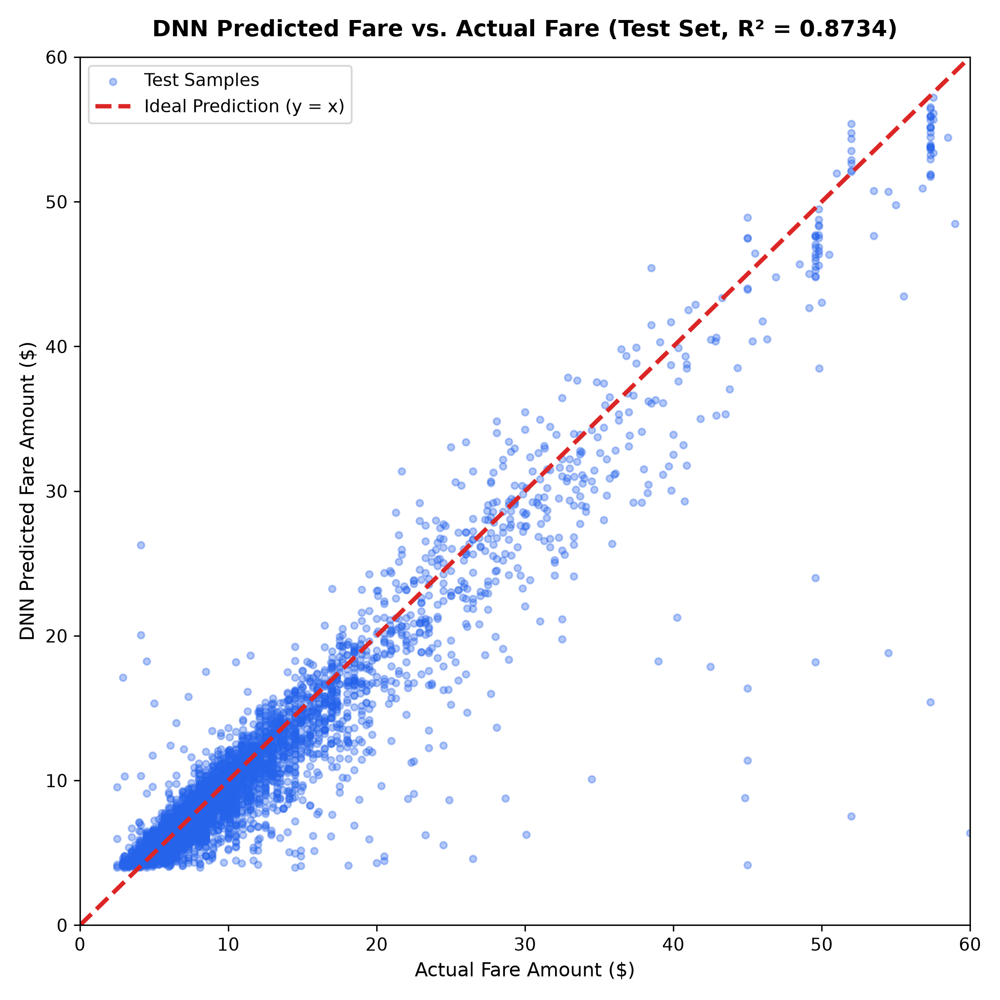 DNN Predicted Fare vs. Actual Fare (Test Set, R² = 0.8734)
Test Samples
Ideal Prediction (y = x)
DNN Predicted Fare Amount ($)
60
50
40
30
20
10
0
0 10 20 30 40 50 60
Actual Fare Amount ($)